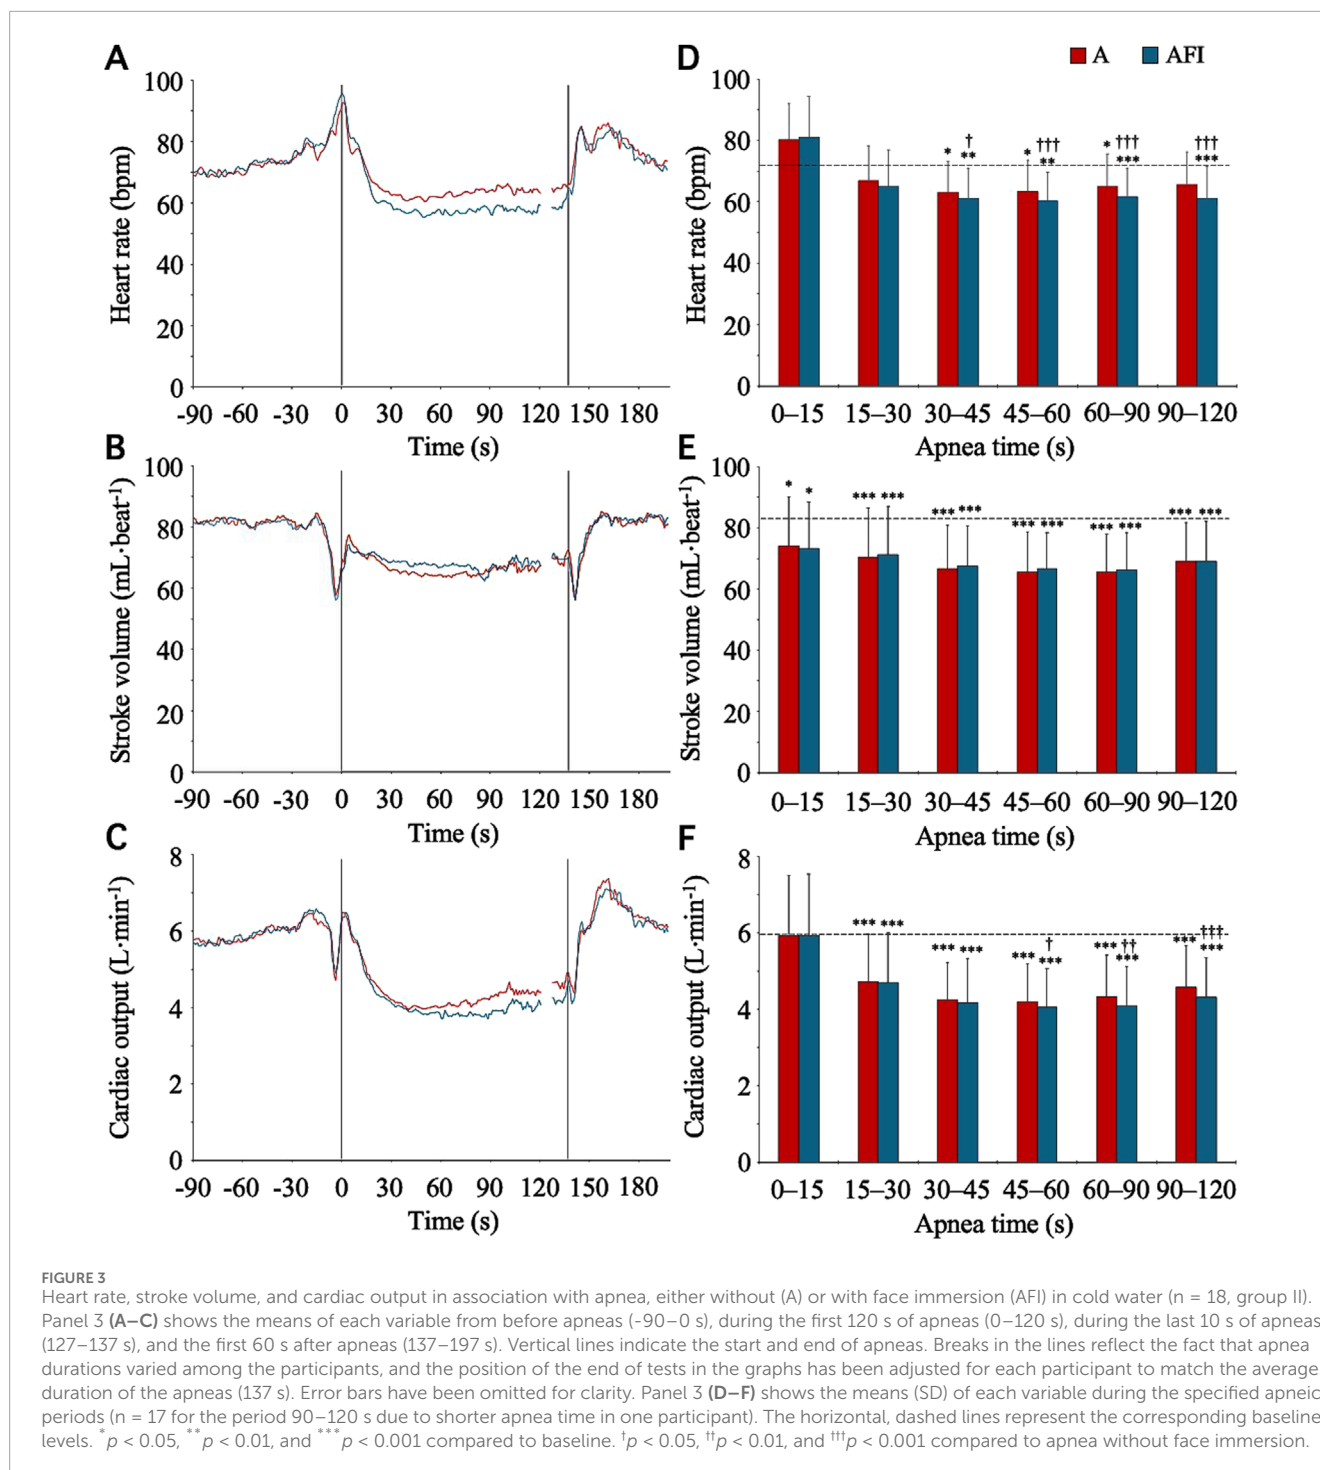 A
100
80
60
40
20
0
Heart rate (bpm)
-90 -60 -30 0 30 60 90 120 150 180
Time (s)
D
A AFI
100
80
60
40
20
0
Heart rate (bpm)
* † ** * ††† ** * ††† *** ††† ***
0–15 15–30 30–45 45–60 60–90 90–120
Apnea time (s)
B
100
80
60
40
20
0
Stroke volume (mL·beat⁻¹)
-90 -60 -30 0 30 60 90 120 150 180
Time (s)
E
100
80
60
40
20
0
Stroke volume (mL·beat⁻¹)
* * *** *** *** *** *** *** *** *** *** ***
0–15 15–30 30–45 45–60 60–90 90–120
Apnea time (s)
C
8
6
4
2
0
Cardiac output (L·min⁻¹)
-90 -60 -30 0 30 60 90 120 150 180
Time (s)
F
8
6
4
2
0
Cardiac output (L·min⁻¹)
*** *** *** *** *** † *** *** †† *** *** ††† ***
0–15 15–30 30–45 45–60 60–90 90–120
Apnea time (s)
FIGURE 3
Heart rate, stroke volume, and cardiac output in association with apnea, either without (A) or with face immersion (AFI) in cold water (n = 18, group II).
Panel 3 (A–C) shows the means of each variable from before apneas (-90–0 s), during the first 120 s of apneas (0–120 s), during the last 10 s of apneas
(127–137 s), and the first 60 s after apneas (137–197 s). Vertical lines indicate the start and end of apneas. Breaks in the lines reflect the fact that apnea
durations varied among the participants, and the position of the end of tests in the graphs has been adjusted for each participant to match the average
duration of the apneas (137 s). Error bars have been omitted for clarity. Panel 3 (D–F) shows the means (SD) of each variable during the specified apneic
periods (n = 17 for the period 90–120 s due to shorter apnea time in one participant). The horizontal, dashed lines represent the corresponding baseline
levels. *p < 0.05, **p < 0.01, and ***p < 0.001 compared to baseline. †p < 0.05, ††p < 0.01, and †††p < 0.001 compared to apnea without face immersion.